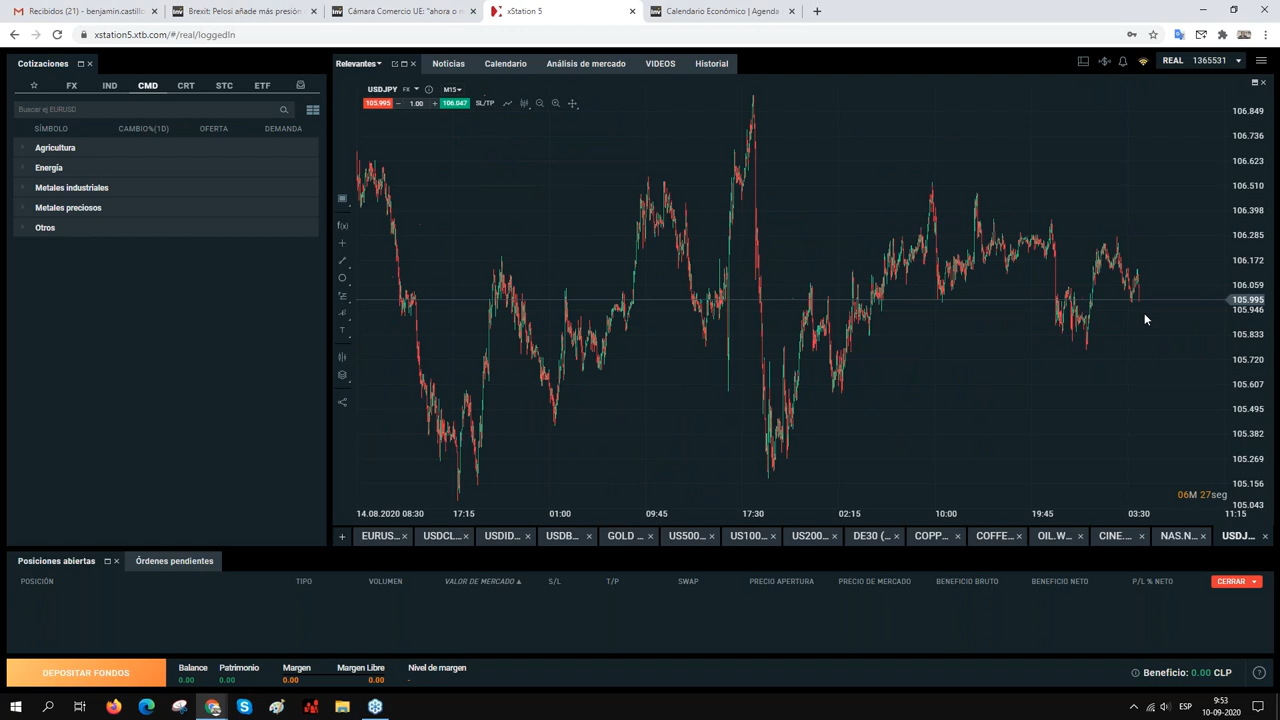 Recibidos (21) - benjamin.castillo
Brexit: Pelosi añade más presión
Cámara Comercio UE: "ahora o n
xStation 5
Calendario Económico | Agenda
xstation5.xtb.com/#/real/loggedIn
Cotizaciones
Relevantes
Noticias
Calendario
Análisis de mercado
VIDEOS
Historial
REAL 1365531
FX
IND
CMD
CRT
STC
ETF
Buscar ej EURUSD
SÍMBOLO
CAMBIO%(1D)
OFERTA
DEMANDA
Agricultura
Energía
Metales industriales
Metales preciosos
Otros
USDJPY FX M15
105.995 1.00 106.047 SL/TP
f(x)
T
106.849
106.736
106.623
106.510
106.398
106.285
106.172
106.059
105.995
105.946
105.833
105.720
105.607
105.495
105.382
105.269
105.156
105.043
06M 27seg
14.08.2020 08:30
17:15
01:00
09:45
17:30
02:15
10:00
19:45
03:30
11:15
EURUS...
USDCL...
USDID...
USDB...
GOLD ...
US500...
US100...
US200...
DE30 (...
COPP...
COFFE...
OIL.W...
CINE....
NAS.N...
USDJ...
Posiciones abiertas
Órdenes pendientes
POSICIÓN
TIPO
VOLUMEN
VALOR DE MERCADO
S/L
T/P
SWAP
PRECIO APERTURA
PRECIO DE MERCADO
BENEFICIO BRUTO
BENEFICIO NETO
P/L % NETO
CERRAR
DEPOSITAR FONDOS
Balance
0.00
Patrimonio
0.00
Margen
0.00
Margen Libre
0.00
Nivel de margen
-
Beneficio: 0.00 CLP
ESP
9:53
10-09-2020